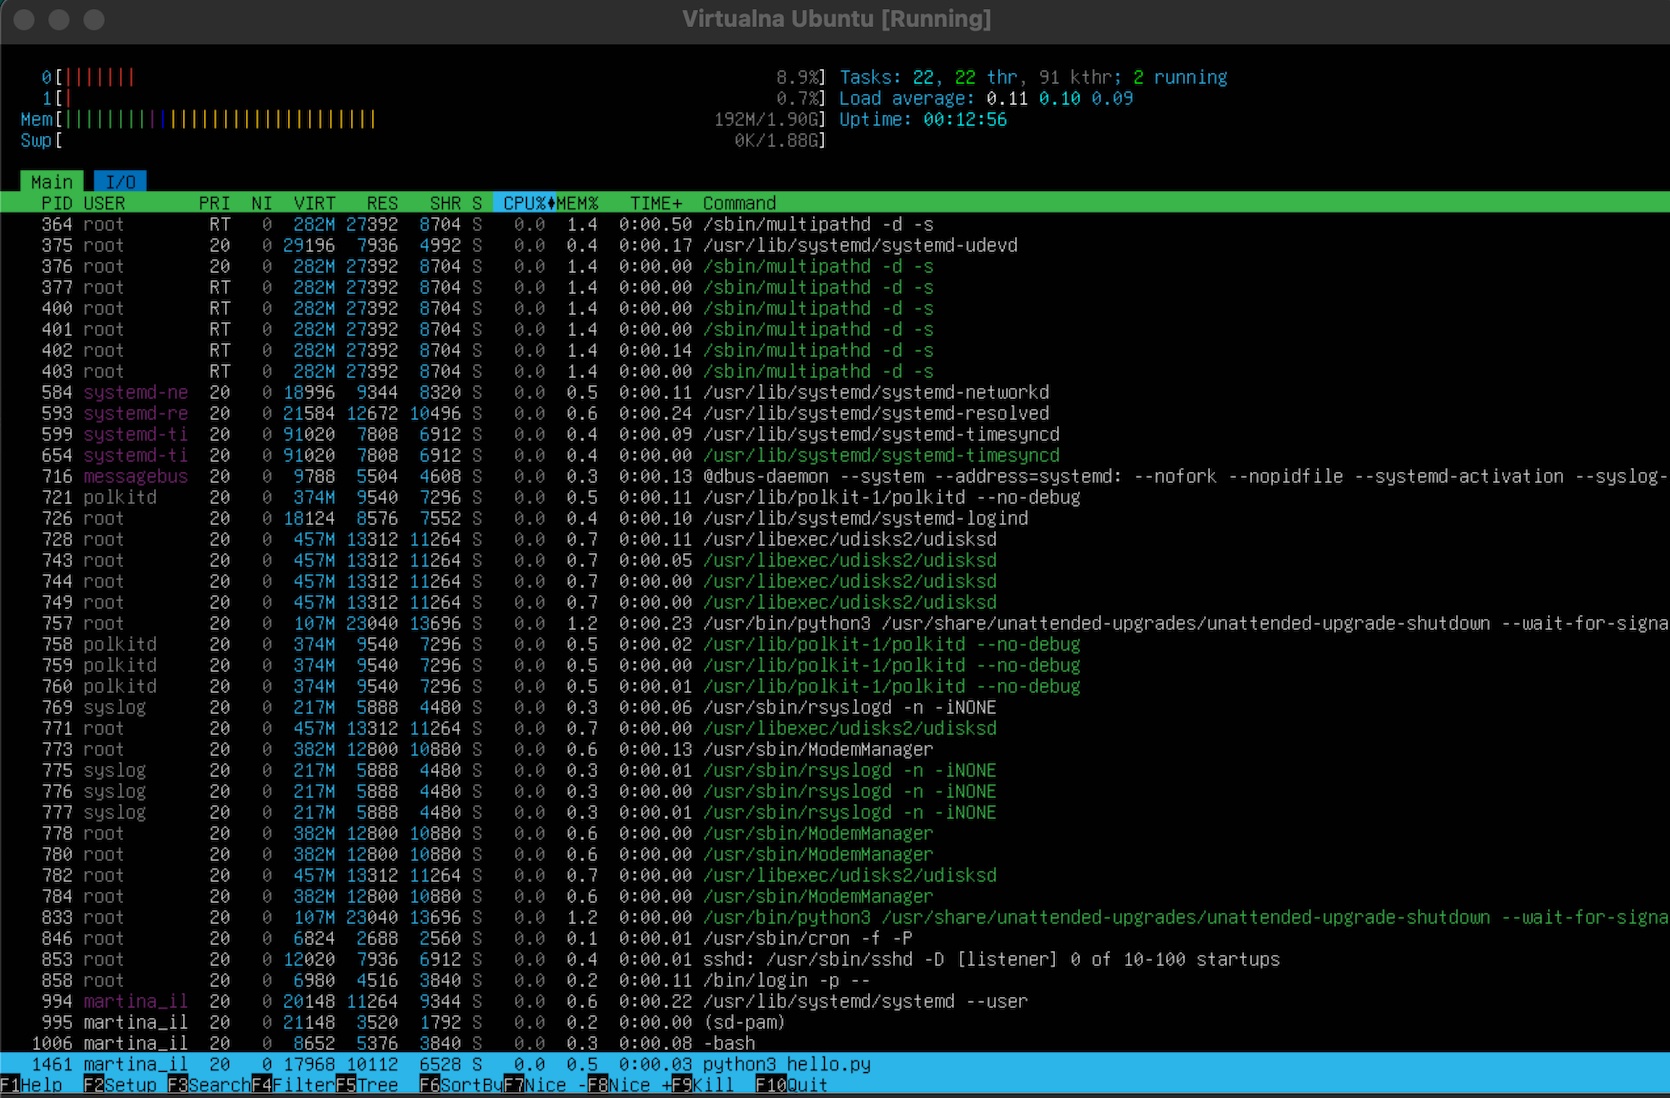 Virtualna Ubuntu [Running]
0[||||||| 8.9%] Tasks: 22, 22 thr, 91 kthr; 2 running
1[| 0.7%] Load average: 0.11 0.10 0.09
Mem[|||||||||||||||||||||||||||||| 192M/1.90G] Uptime: 00:12:56
Swp[ 0K/1.88G]
Main I/O
PID USER PRI NI VIRT RES SHR S CPU%♦MEM% TIME+ Command
364 root RT 0 282M 27392 8704 S 0.0 1.4 0:00.50 /sbin/multipathd -d -s
375 root 20 0 29196 7936 4992 S 0.0 0.4 0:00.17 /usr/lib/systemd/systemd-udevd
376 root 20 0 282M 27392 8704 S 0.0 1.4 0:00.00 /sbin/multipathd -d -s
377 root RT 0 282M 27392 8704 S 0.0 1.4 0:00.00 /sbin/multipathd -d -s
400 root RT 0 282M 27392 8704 S 0.0 1.4 0:00.00 /sbin/multipathd -d -s
401 root RT 0 282M 27392 8704 S 0.0 1.4 0:00.00 /sbin/multipathd -d -s
402 root RT 0 282M 27392 8704 S 0.0 1.4 0:00.14 /sbin/multipathd -d -s
403 root RT 0 282M 27392 8704 S 0.0 1.4 0:00.00 /sbin/multipathd -d -s
584 systemd-ne 20 0 18996 9344 8320 S 0.0 0.5 0:00.11 /usr/lib/systemd/systemd-networkd
593 systemd-re 20 0 21584 12672 10496 S 0.0 0.6 0:00.24 /usr/lib/systemd/systemd-resolved
599 systemd-ti 20 0 91020 7808 6912 S 0.0 0.4 0:00.09 /usr/lib/systemd/systemd-timesyncd
654 systemd-ti 20 0 91020 7808 6912 S 0.0 0.4 0:00.00 /usr/lib/systemd/systemd-timesyncd
716 messagebus 20 0 9788 5504 4608 S 0.0 0.3 0:00.13 @dbus-daemon --system --address=systemd: --nofork --nopidfile --systemd-activation --syslog-
721 polkitd 20 0 374M 9540 7296 S 0.0 0.5 0:00.11 /usr/lib/polkit-1/polkitd --no-debug
726 root 20 0 18124 8576 7552 S 0.0 0.4 0:00.10 /usr/lib/systemd/systemd-logind
728 root 20 0 457M 13312 11264 S 0.0 0.7 0:00.11 /usr/libexec/udisks2/udisksd
743 root 20 0 457M 13312 11264 S 0.0 0.7 0:00.05 /usr/libexec/udisks2/udisksd
744 root 20 0 457M 13312 11264 S 0.0 0.7 0:00.00 /usr/libexec/udisks2/udisksd
749 root 20 0 457M 13312 11264 S 0.0 0.7 0:00.00 /usr/libexec/udisks2/udisksd
757 root 20 0 107M 23040 13696 S 0.0 1.2 0:00.23 /usr/bin/python3 /usr/share/unattended-upgrades/unattended-upgrade-shutdown --wait-for-signa
758 polkitd 20 0 374M 9540 7296 S 0.0 0.5 0:00.02 /usr/lib/polkit-1/polkitd --no-debug
759 polkitd 20 0 374M 9540 7296 S 0.0 0.5 0:00.00 /usr/lib/polkit-1/polkitd --no-debug
760 polkitd 20 0 374M 9540 7296 S 0.0 0.5 0:00.01 /usr/lib/polkit-1/polkitd --no-debug
769 syslog 20 0 217M 5888 4480 S 0.0 0.3 0:00.06 /usr/sbin/rsyslogd -n -iNONE
771 root 20 0 457M 13312 11264 S 0.0 0.7 0:00.00 /usr/libexec/udisks2/udisksd
773 root 20 0 382M 12800 10880 S 0.0 0.6 0:00.13 /usr/sbin/ModemManager
775 syslog 20 0 217M 5888 4480 S 0.0 0.3 0:00.01 /usr/sbin/rsyslogd -n -iNONE
776 syslog 20 0 217M 5888 4480 S 0.0 0.3 0:00.00 /usr/sbin/rsyslogd -n -iNONE
777 syslog 20 0 217M 5888 4480 S 0.0 0.3 0:00.01 /usr/sbin/rsyslogd -n -iNONE
778 root 20 0 382M 12800 10880 S 0.0 0.6 0:00.00 /usr/sbin/ModemManager
780 root 20 0 382M 12800 10880 S 0.0 0.6 0:00.00 /usr/sbin/ModemManager
782 root 20 0 457M 13312 11264 S 0.0 0.7 0:00.00 /usr/libexec/udisks2/udisksd
784 root 20 0 382M 12800 10880 S 0.0 0.6 0:00.00 /usr/sbin/ModemManager
833 root 20 0 107M 23040 13696 S 0.0 1.2 0:00.00 /usr/bin/python3 /usr/share/unattended-upgrades/unattended-upgrade-shutdown --wait-for-signa
846 root 20 0 6824 2688 2560 S 0.0 0.1 0:00.01 /usr/sbin/cron -f -P
853 root 20 0 12020 7936 6912 S 0.0 0.4 0:00.01 sshd: /usr/sbin/sshd -D [listener] 0 of 10-100 startups
858 root 20 0 6980 4516 3840 S 0.0 0.2 0:00.11 /bin/login -p --
994 martina_il 20 0 20148 11264 9344 S 0.0 0.6 0:00.22 /usr/lib/systemd/systemd --user
995 martina_il 20 0 21148 3520 1792 S 0.0 0.2 0:00.00 (sd-pam)
1006 martina_il 20 0 8652 5376 3840 S 0.0 0.3 0:00.08 -bash
1461 martina_il 20 0 17968 10112 6528 S 0.0 0.5 0:00.03 python3 hello.py
F1Help F2Setup F3SearchF4FilterF5Tree F6SortByF7Nice -F8Nice +F9Kill F10Quit